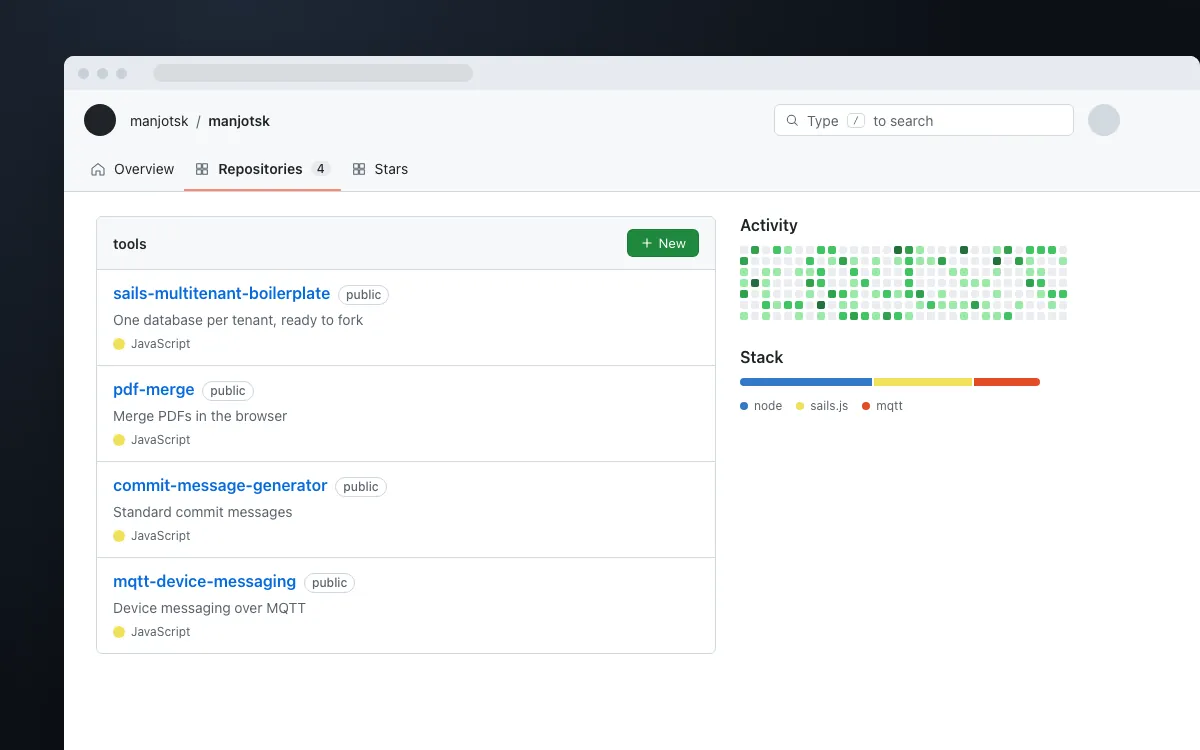 manjotsk / manjotsk
Type / to search
Overview
Repositories 4
Stars
tools
+ New
sails-multitenant-boilerplate public
One database per tenant, ready to fork
JavaScript
pdf-merge public
Merge PDFs in the browser
JavaScript
commit-message-generator public
Standard commit messages
JavaScript
mqtt-device-messaging public
Device messaging over MQTT
JavaScript
Activity
Stack
node sails.js mqtt